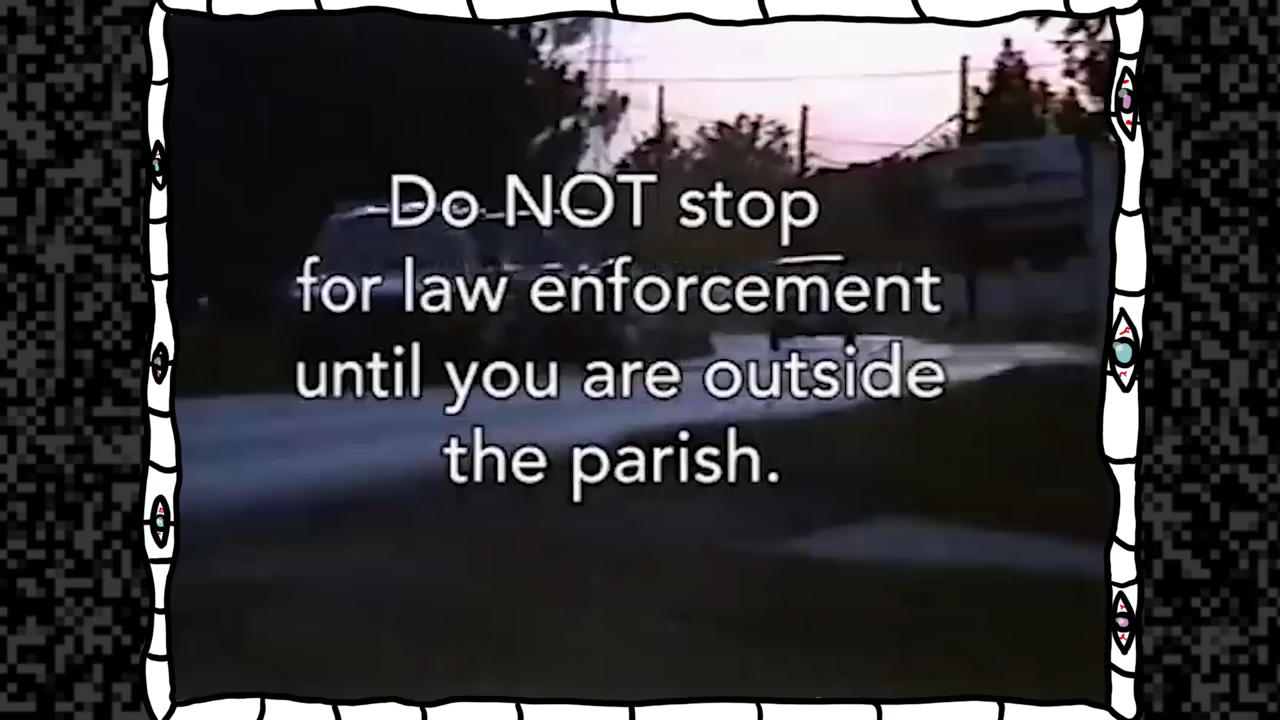 Do NOT stop
for law enforcement
until you are outside
the parish.